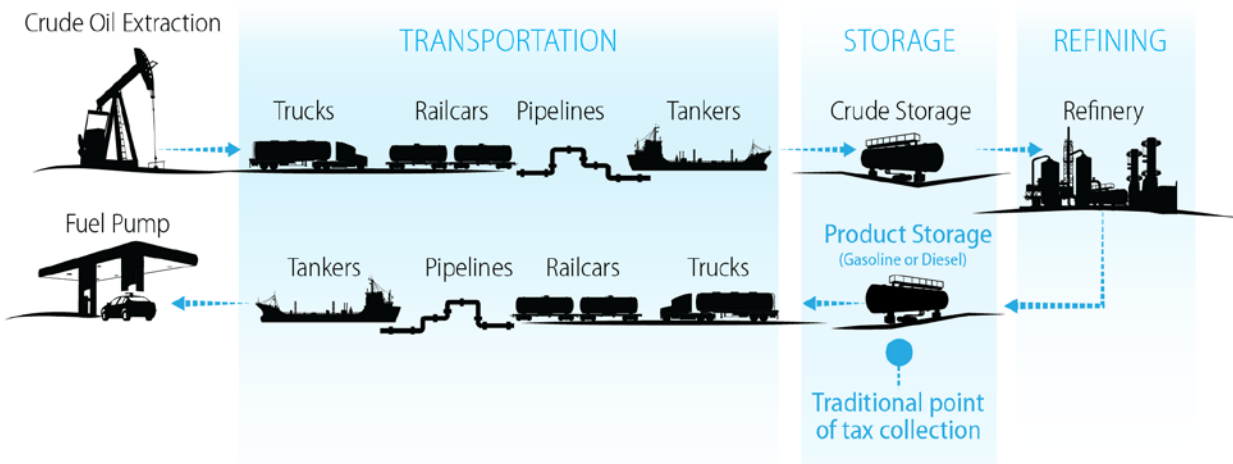 Crude Oil Extraction
TRANSPORTATION
STORAGE
REFINING
Trucks
Railcars
Pipelines
Tankers
Crude Storage
Refinery
Fuel Pump
Tankers
Pipelines
Railcars
Trucks
Product Storage
(Gasoline or Diesel)
Traditional point
of tax collection